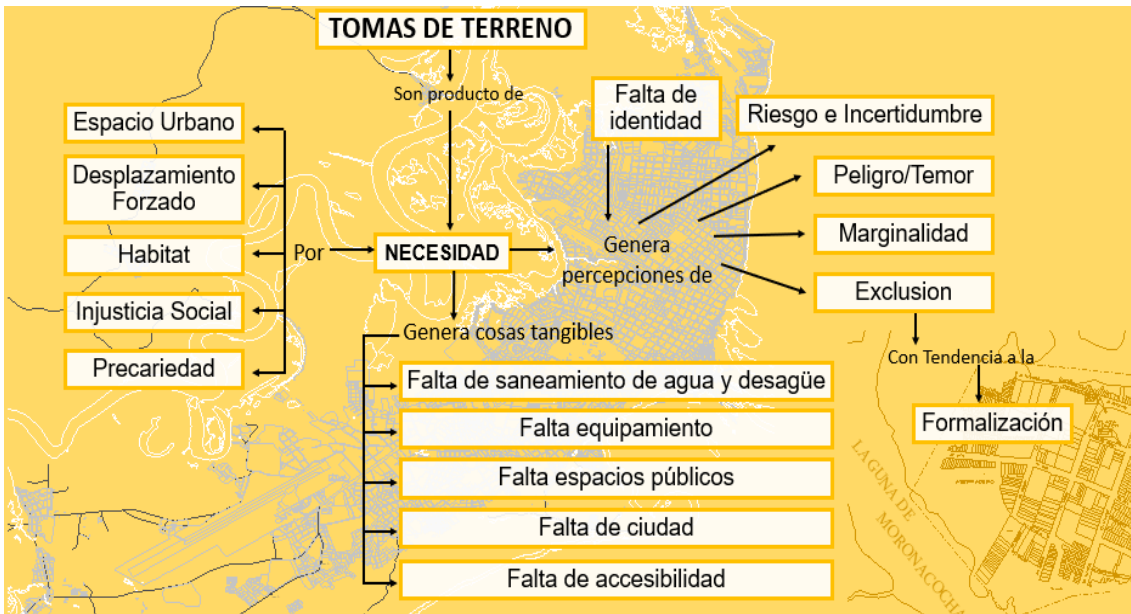 TOMAS DE TERRENO
Son producto de
Falta de
identidad
Riesgo e Incertidumbre
Espacio Urbano
Desplazamiento
Forzado
Peligro/Temor
Marginalidad
Habitat
Por
NECESIDAD
Genera
percepciones de
Exclusion
Injusticia Social
Genera cosas tangibles
Con Tendencia a la
Precariedad
Falta de saneamiento de agua y desagüe
Formalización
Falta equipamiento
Falta espacios públicos
Falta de ciudad
Falta de accesibilidad
LAGUNA DE
MORONACOCH